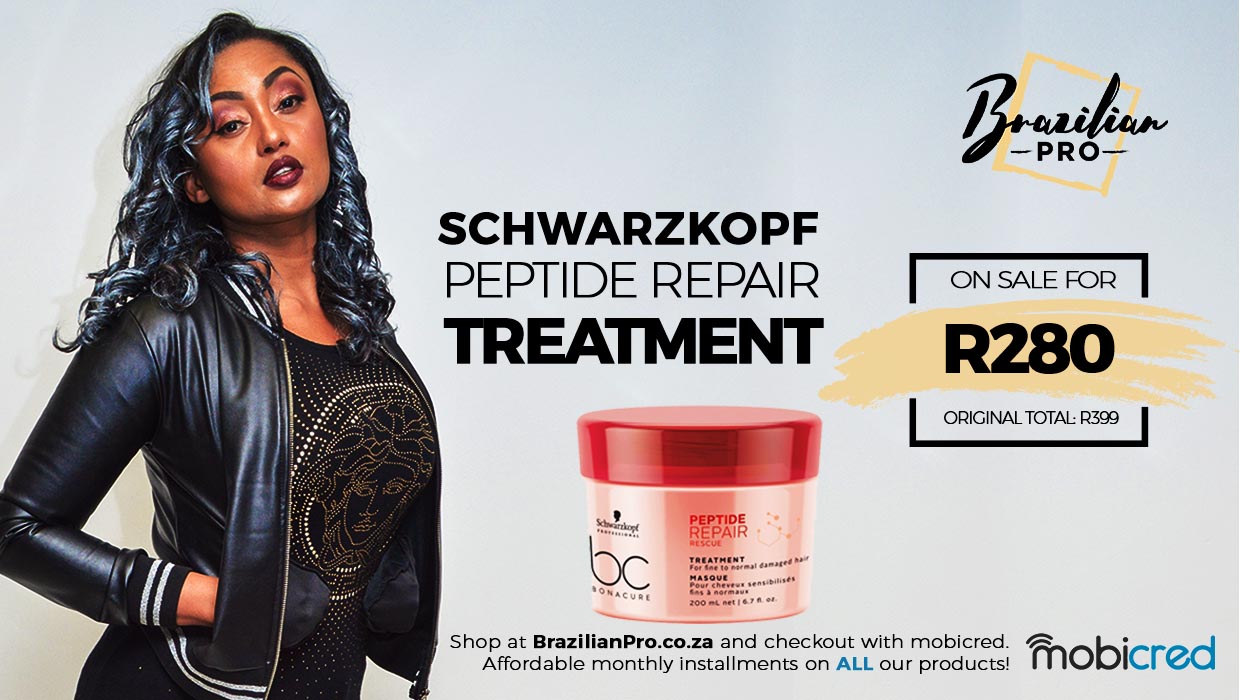 Brazilian
PRO
SCHWARZKOPF
PEPTIDE REPAIR
TREATMENT
ON SALE FOR
R280
ORIGINAL TOTAL: R399
Schwarzkopf
PROFESSIONAL
bc
BONACURE
PEPTIDE
REPAIR
RESCUE
TREATMENT
For fine to normal damaged hair
MASQUE
Pour cheveux sensibilisés
fins à normaux
200 mL net | 6.7 fl. oz.
Shop at BrazilianPro.co.za and checkout with mobicred.
Affordable monthly installments on ALL our products!
mobicred